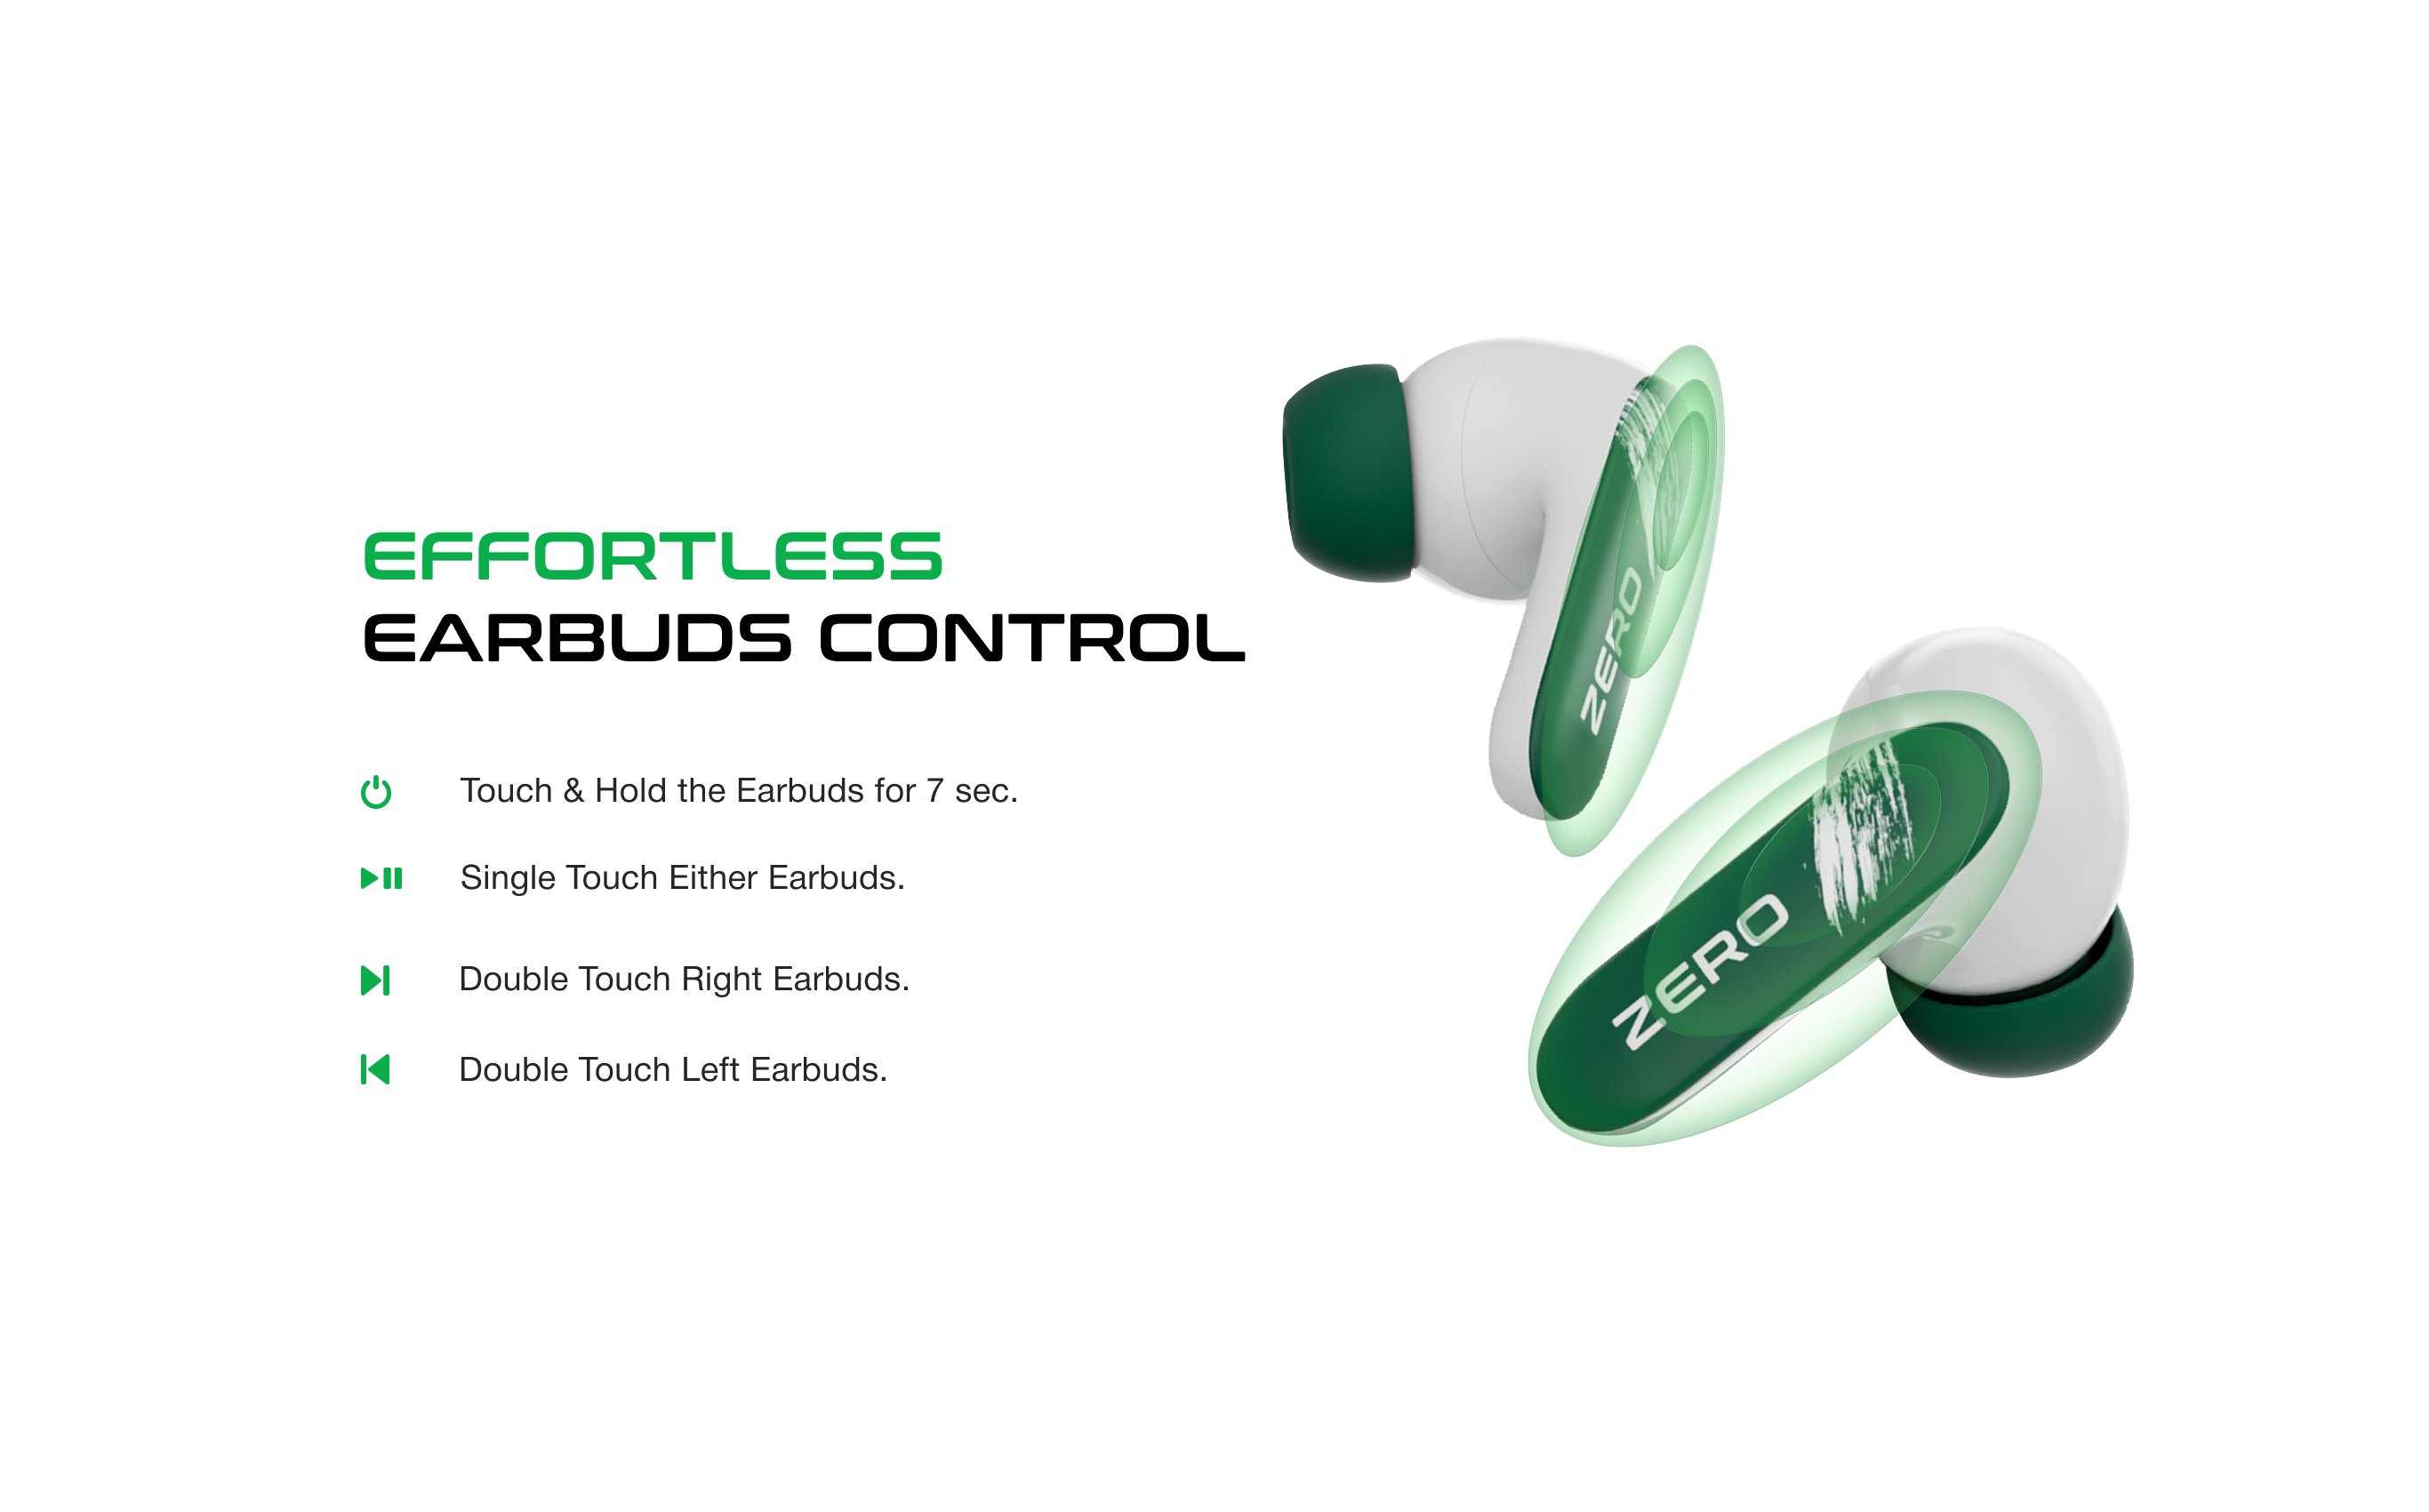 EFFORTLESS
EARBUDS CONTROL
Touch & Hold the Earbuds for 7 sec.
Single Touch Either Earbuds.
Double Touch Right Earbuds.
Double Touch Left Earbuds.
ZERO
ZERO